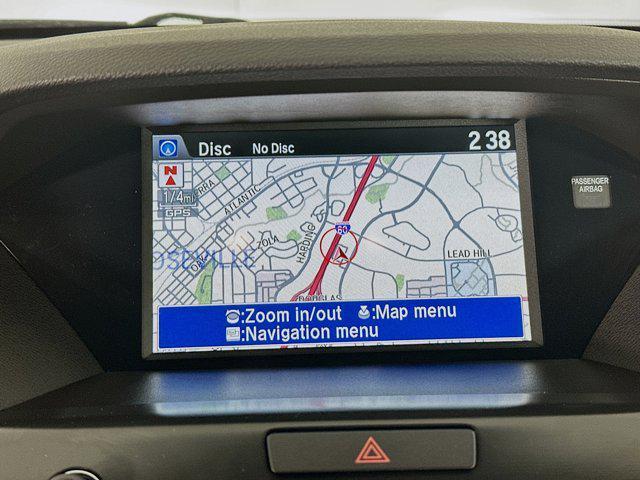 Disc No Disc 2 38
N
1/4mi
GPS
ATLANTIC
ZOLA
HARDING
80
LEAD HILL
DOUGLAS
:Zoom in/out :Map menu
:Navigation menu
PASSENGER
AIRBAG